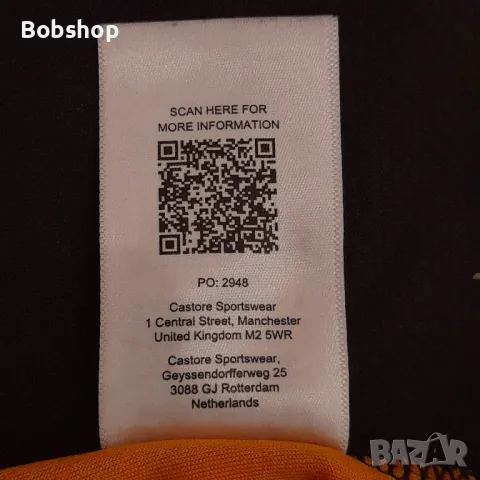 Bobshop
SCAN HERE FOR
MORE INFORMATION
PO: 2948
Castore Sportswear
1 Central Street, Manchester
United Kingdom M2 5WR
Castore Sportswear,
Geyssendorfferweg 25
3088 GJ Rotterdam
Netherlands
BAZAR